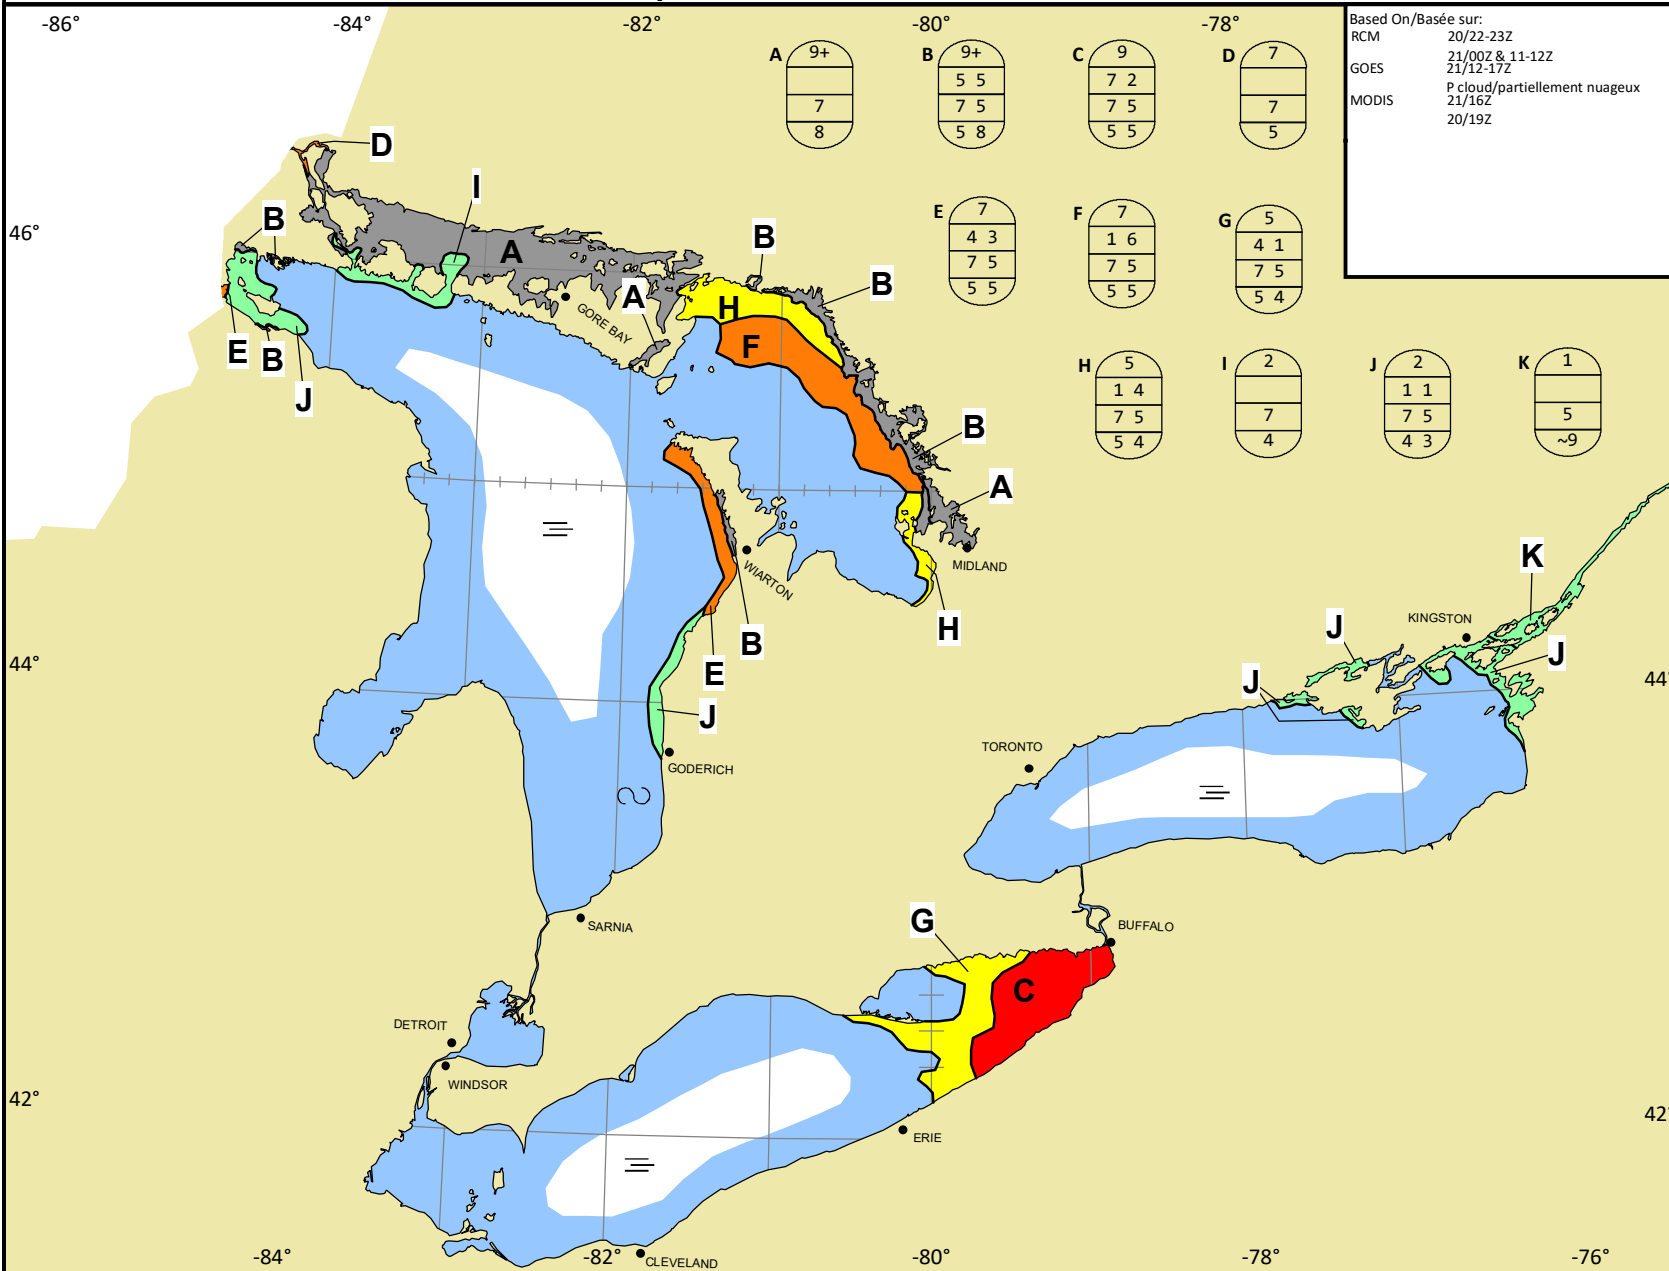 -86°
-84°
-82°
-80°
-78°
Based On/Basée sur:
RCM 20/22-23Z
21/00Z & 11-12Z
GOES 21/12-17Z
P cloud/partiellement nuageux
MODIS 21/16Z
20/19Z
A 9+
7
8
B 9+
5 5
7 5
5 8
C 9
7 2
7 5
5 5
D 7
7
5
E 7
4 3
7 5
5 5
F 7
1 6
7 5
5 5
G 5
4 1
7 5
5 4
H 5
1 4
7 5
5 4
I 2
7
4
J 2
1 1
7 5
4 3
K 1
5
~9
D
I
B
46°
A
B
A
B
H
GORE BAY
F
E
B
J
B
A
WIARTON
MIDLAND
K
KINGSTON
H
J
B
J
44°
E
J
44°
J
TORONTO
GODERICH
SARNIA
G
BUFFALO
C
DETROIT
WINDSOR
42°
42°
ERIE
-84°
-82°
CLEVELAND
-80°
-78°
-76°